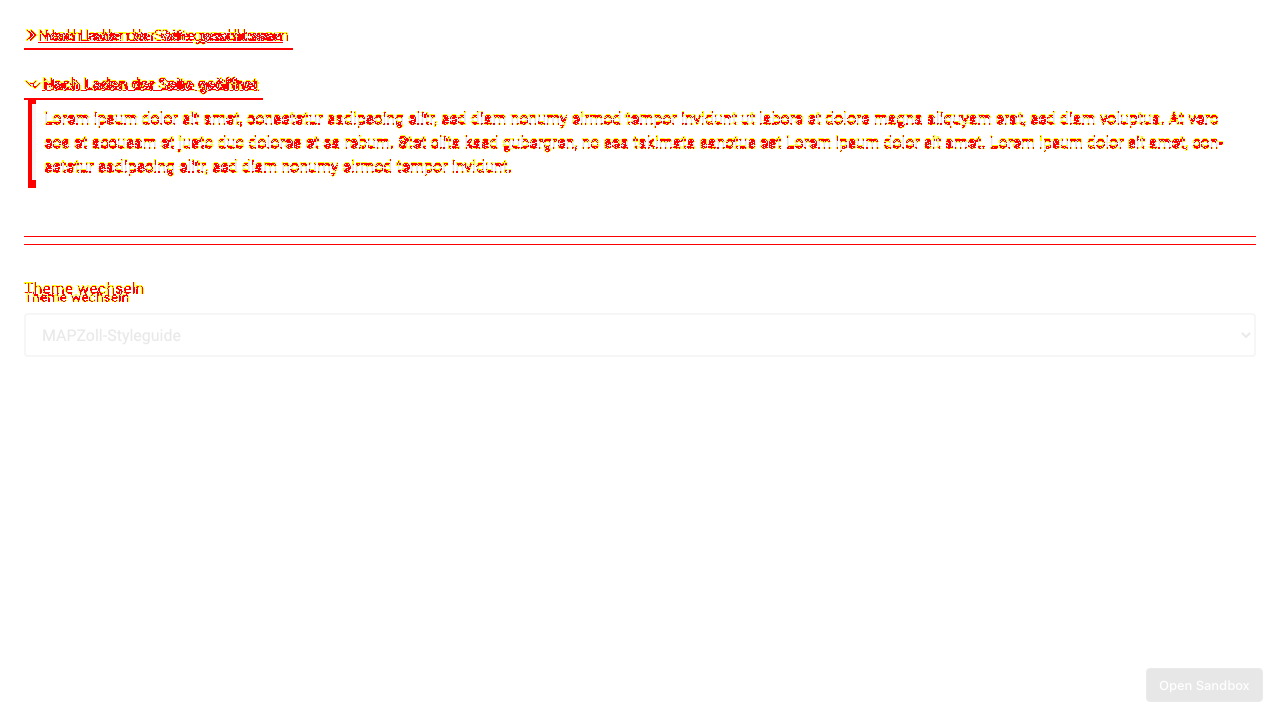 Nach Laden der Seite geschlossen
Nach Laden der Seite geöffnet
Lorem ipsum dolor sit amet, consetetur sadipscing elitr, sed diam nonumy eirmod tempor invidunt ut labore et dolore magna aliquyam erat, sed diam voluptua. At vero
eos et accusam et justo duo dolores et ea rebum. Stet clita kasd gubergren, no sea takimata sanctus est Lorem ipsum dolor sit amet. Lorem ipsum dolor sit amet, con-
setetur sadipscing elitr, sed diam nonumy eirmod tempor invidunt.
Theme wechseln
Theme wechseln
MAPZoll-Styleguide
Open Sandbox